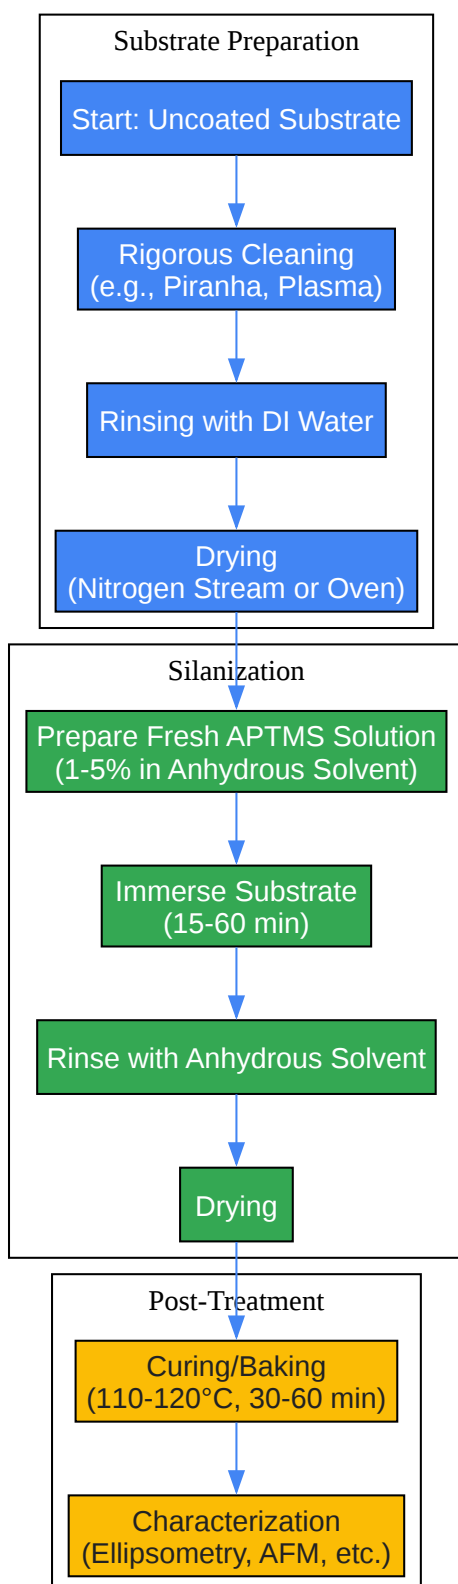 Substrate Preparation
Start: Uncoated Substrate
Rigorous Cleaning
(e.g., Piranha, Plasma)
Rinsing with DI Water
Drying
(Nitrogen Stream or Oven)
Silanization
Prepare Fresh APTMS Solution
(1-5% in Anhydrous Solvent)
Immerse Substrate
(15-60 min)
Rinse with Anhydrous Solvent
Drying
Post-Treatment
Curing/Baking
(110-120°C, 30-60 min)
Characterization
(Ellipsometry, AFM, etc.)